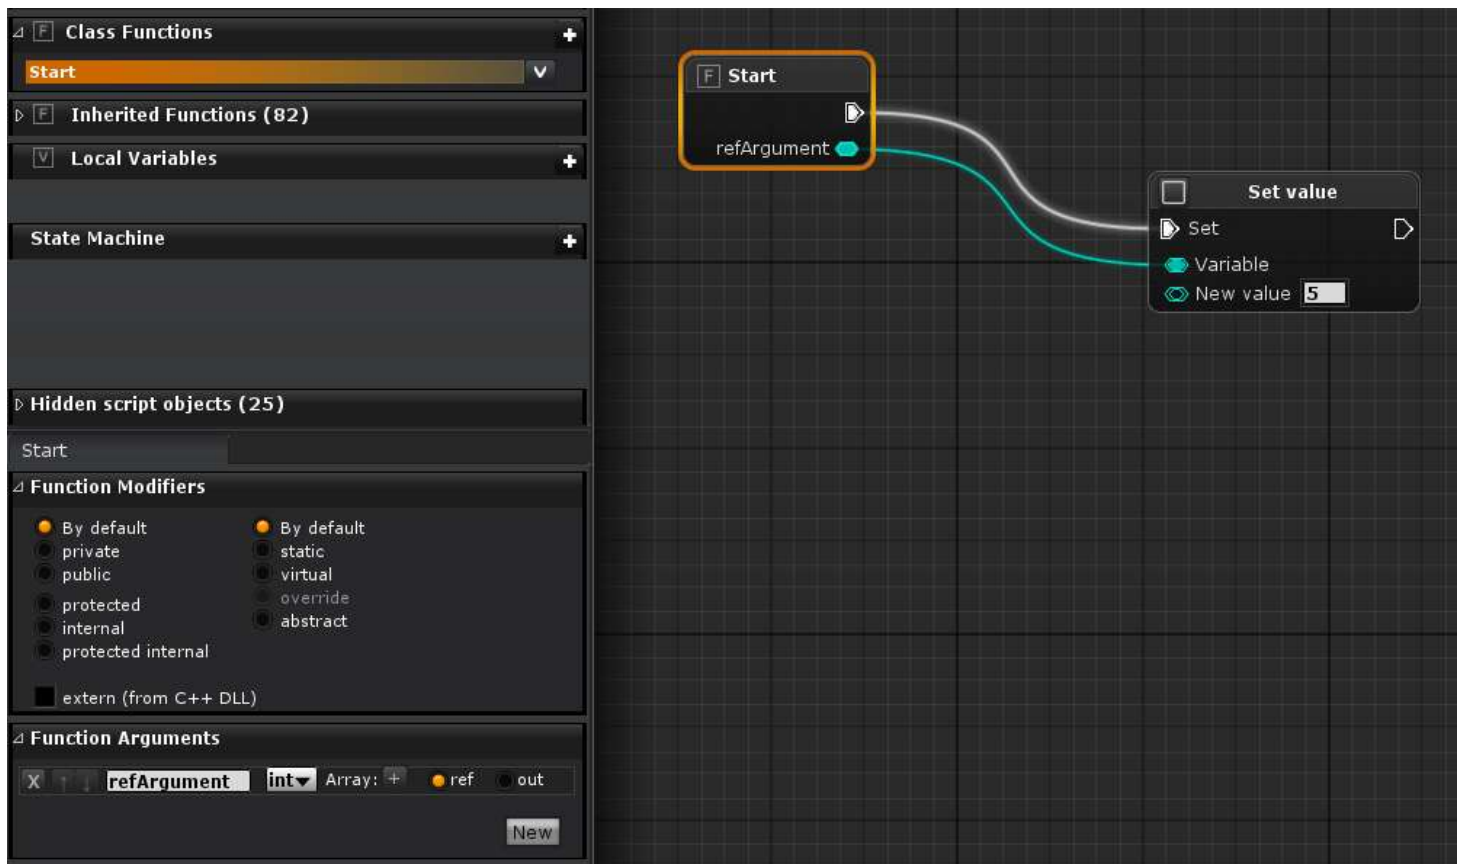 F Class Functions +
Start V
F Inherited Functions (82)
V Local Variables +
State Machine +
Hidden script objects (25)
Start
Function Modifiers
By default By default
private static
public virtual
protected override
internal abstract
protected internal
extern (from C++ DLL)
Function Arguments
X ↑ ↓ refArgument int Array: + ref out
New
F Start
refArgument
Set value
Set
Variable
New value 5